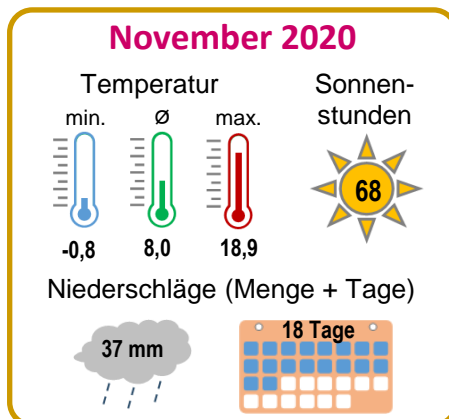 November 2020
Temperatur
min. Ø max.
-0,8 8,0 18,9
Sonnen-
stunden
68
Niederschläge (Menge + Tage)
37 mm
18 Tage